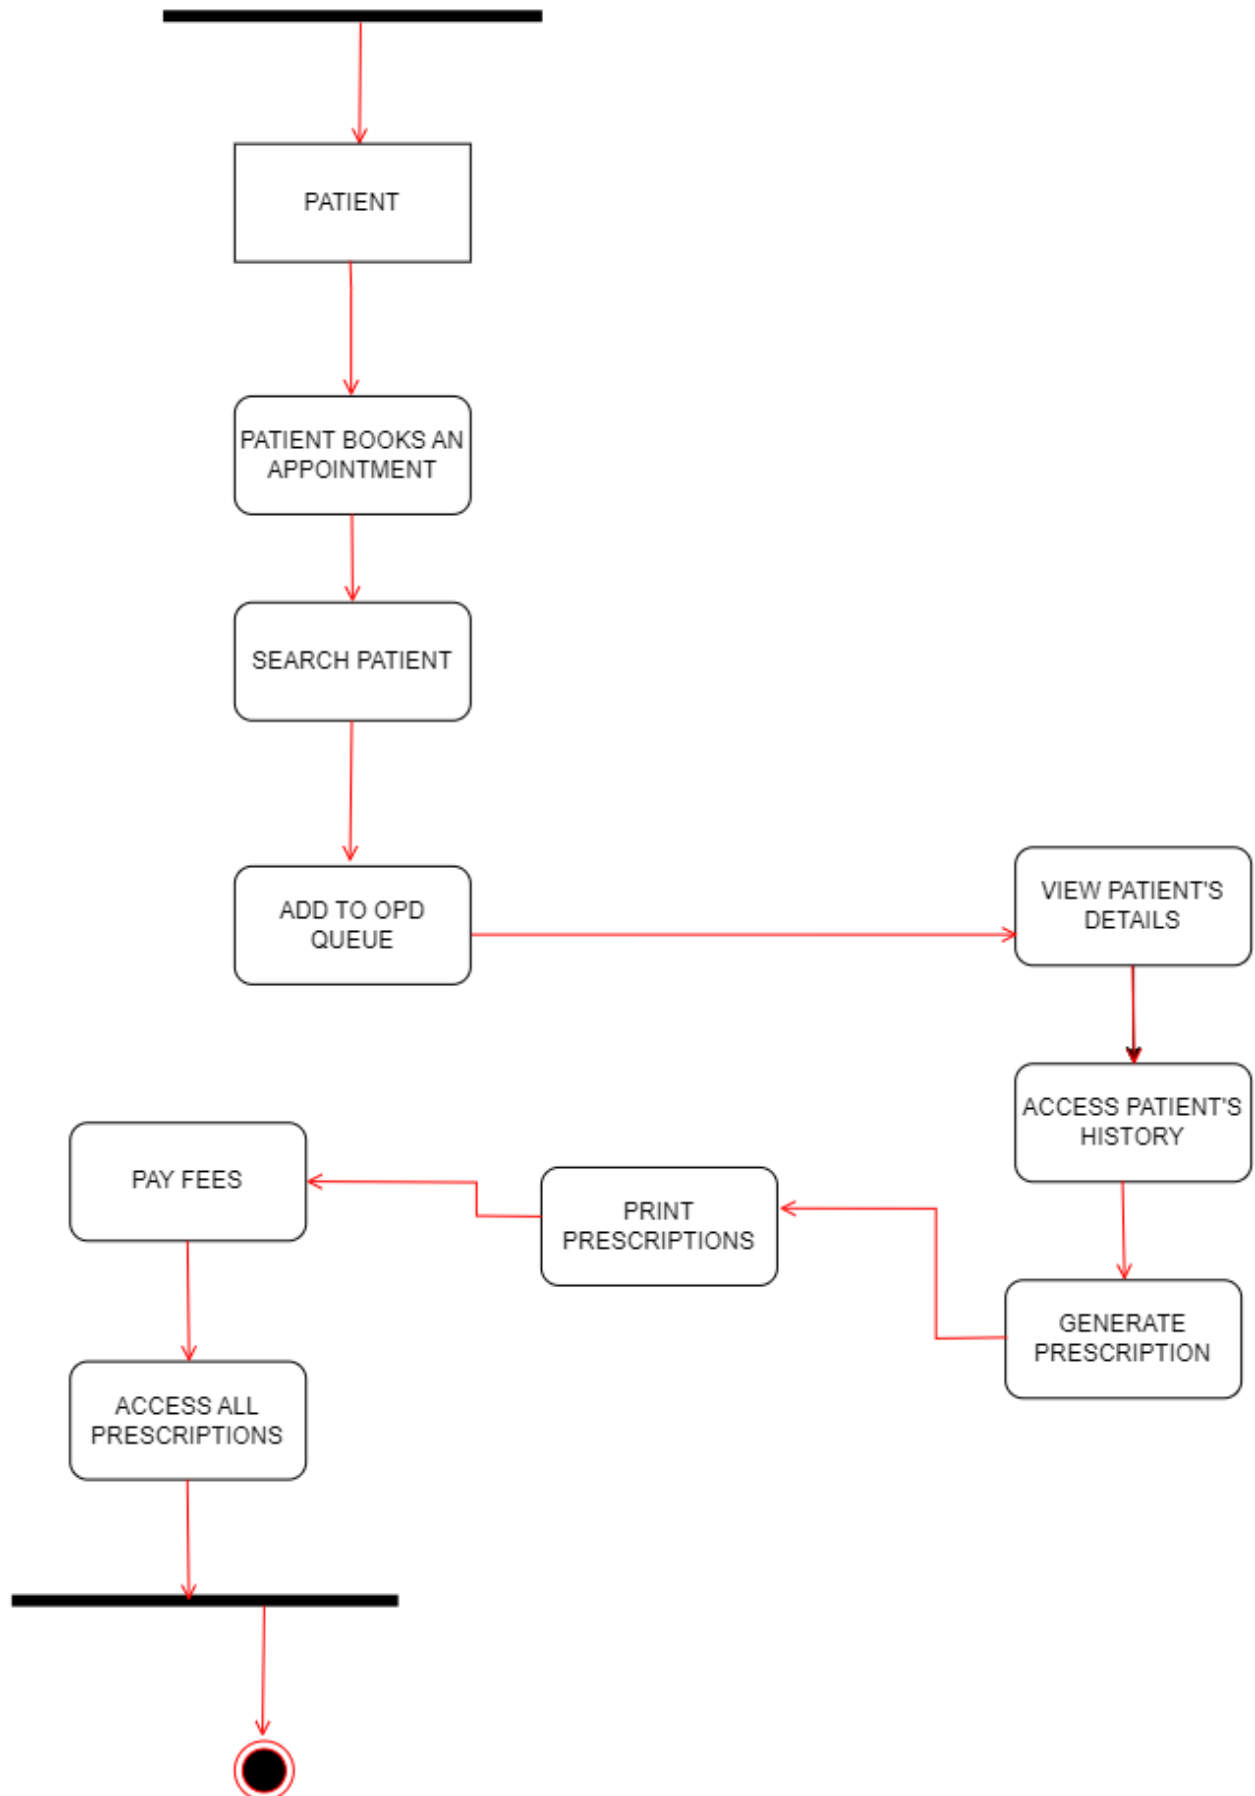 PATIENT
PATIENT BOOKS AN
APPOINTMENT
SEARCH PATIENT
ADD TO OPD
QUEUE
VIEW PATIENT'S
DETAILS
ACCESS PATIENT'S
HISTORY
GENERATE
PRESCRIPTION
PRINT
PRESCRIPTIONS
PAY FEES
ACCESS ALL
PRESCRIPTIONS